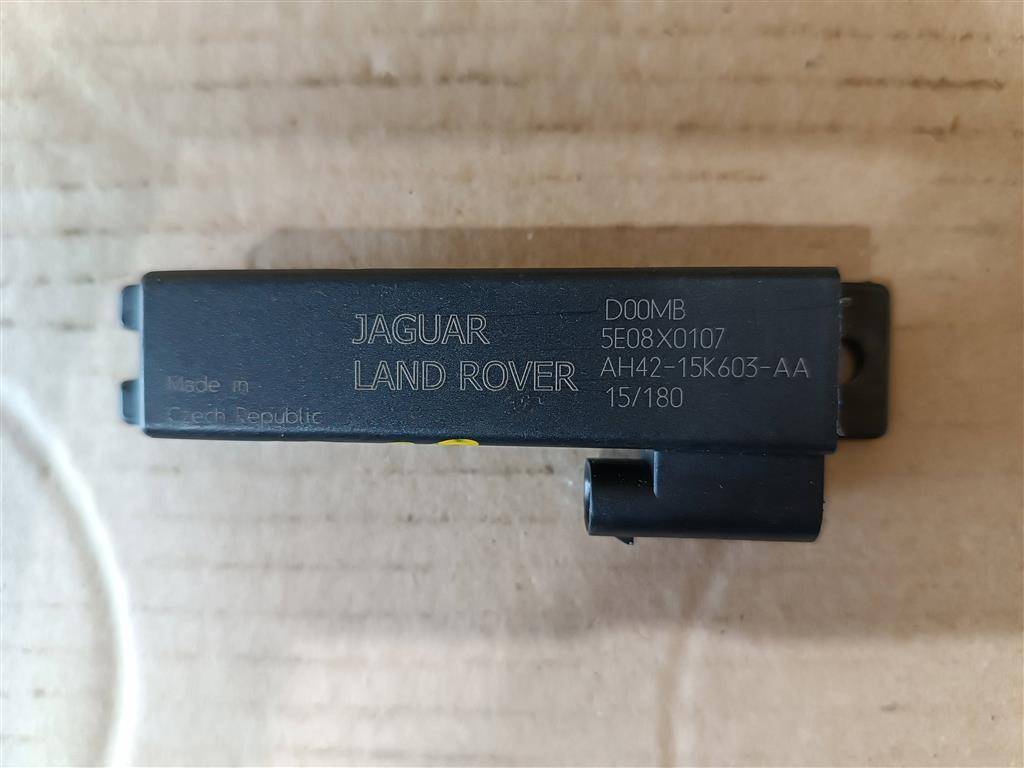 JAGUAR
LAND ROVER
D00MB
5E08X0107
AH42-15K603-AA
15/180
Made in
Czech Republic